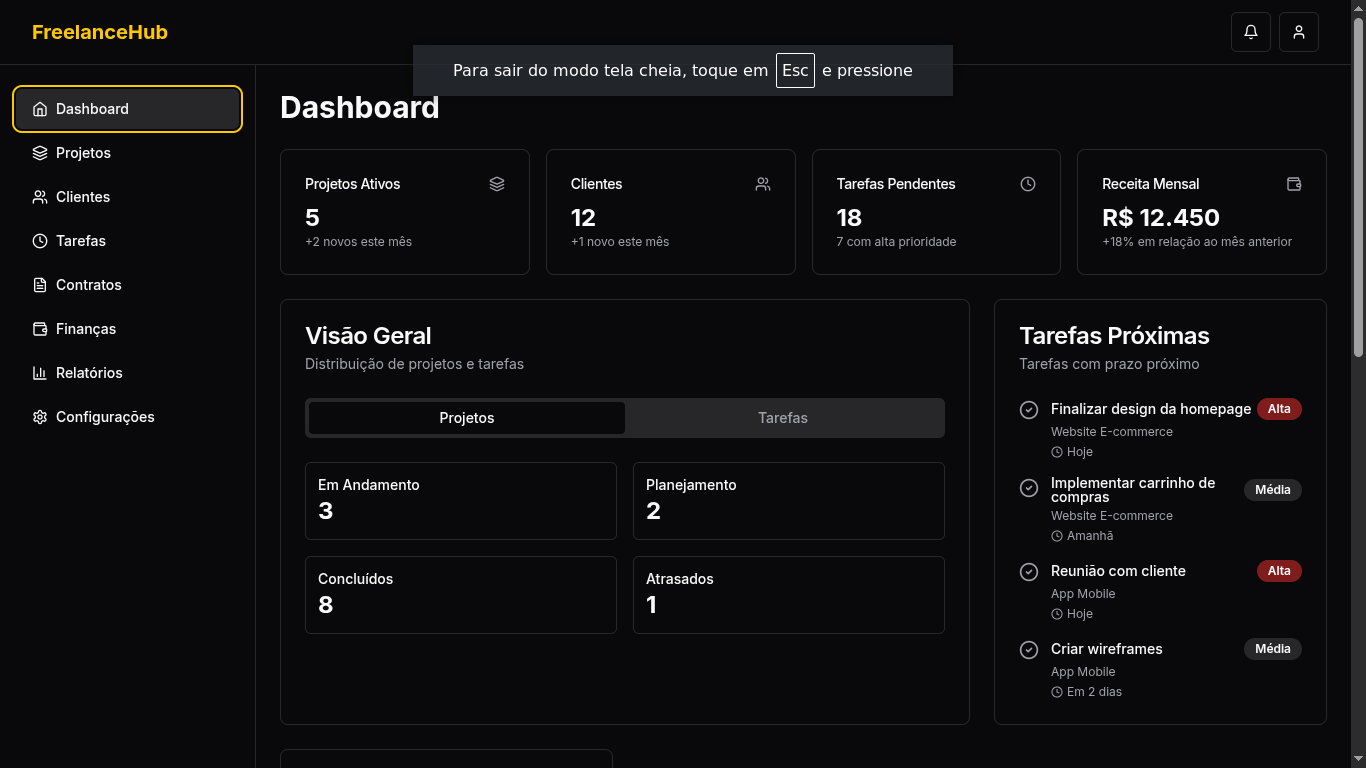 FreelanceHub
Para sair do modo tela cheia, toque em Esc e pressione
Dashboard
Projetos
Clientes
Tarefas
Contratos
Finanças
Relatórios
Configurações
Dashboard
Projetos Ativos
5
+2 novos este mês
Clientes
12
+1 novo este mês
Tarefas Pendentes
18
7 com alta prioridade
Receita Mensal
R$ 12.450
+18% em relação ao mês anterior
Visão Geral
Distribuição de projetos e tarefas
Projetos
Tarefas
Em Andamento
3
Planejamento
2
Concluídos
8
Atrasados
1
Tarefas Próximas
Tarefas com prazo próximo
Finalizar design da homepage Alta
Website E-commerce
Hoje
Implementar carrinho de
compras
Média
Website E-commerce
Amanhã
Reunião com cliente Alta
App Mobile
Hoje
Criar wireframes Média
App Mobile
Em 2 dias